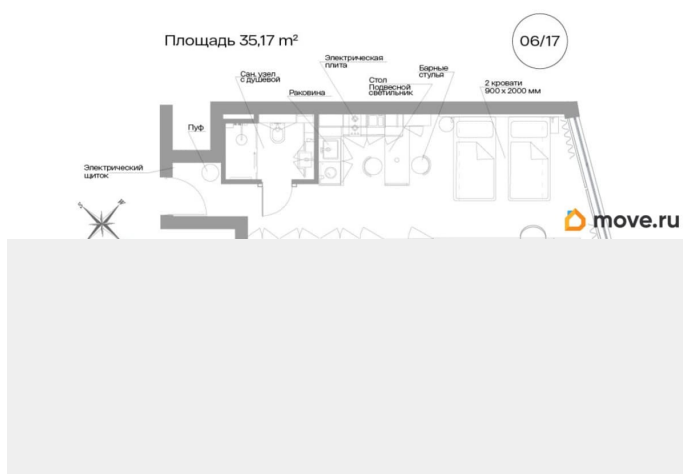 Площадь 35,17 m²
06/17
Электрическая
плита
Барные
стулья
Сан. узел
с душевой
Стол
Подвесной
светильник
2 кровати
900 x 2000 мм
Раковина
Пуф
Электрический
щиток
move.ru